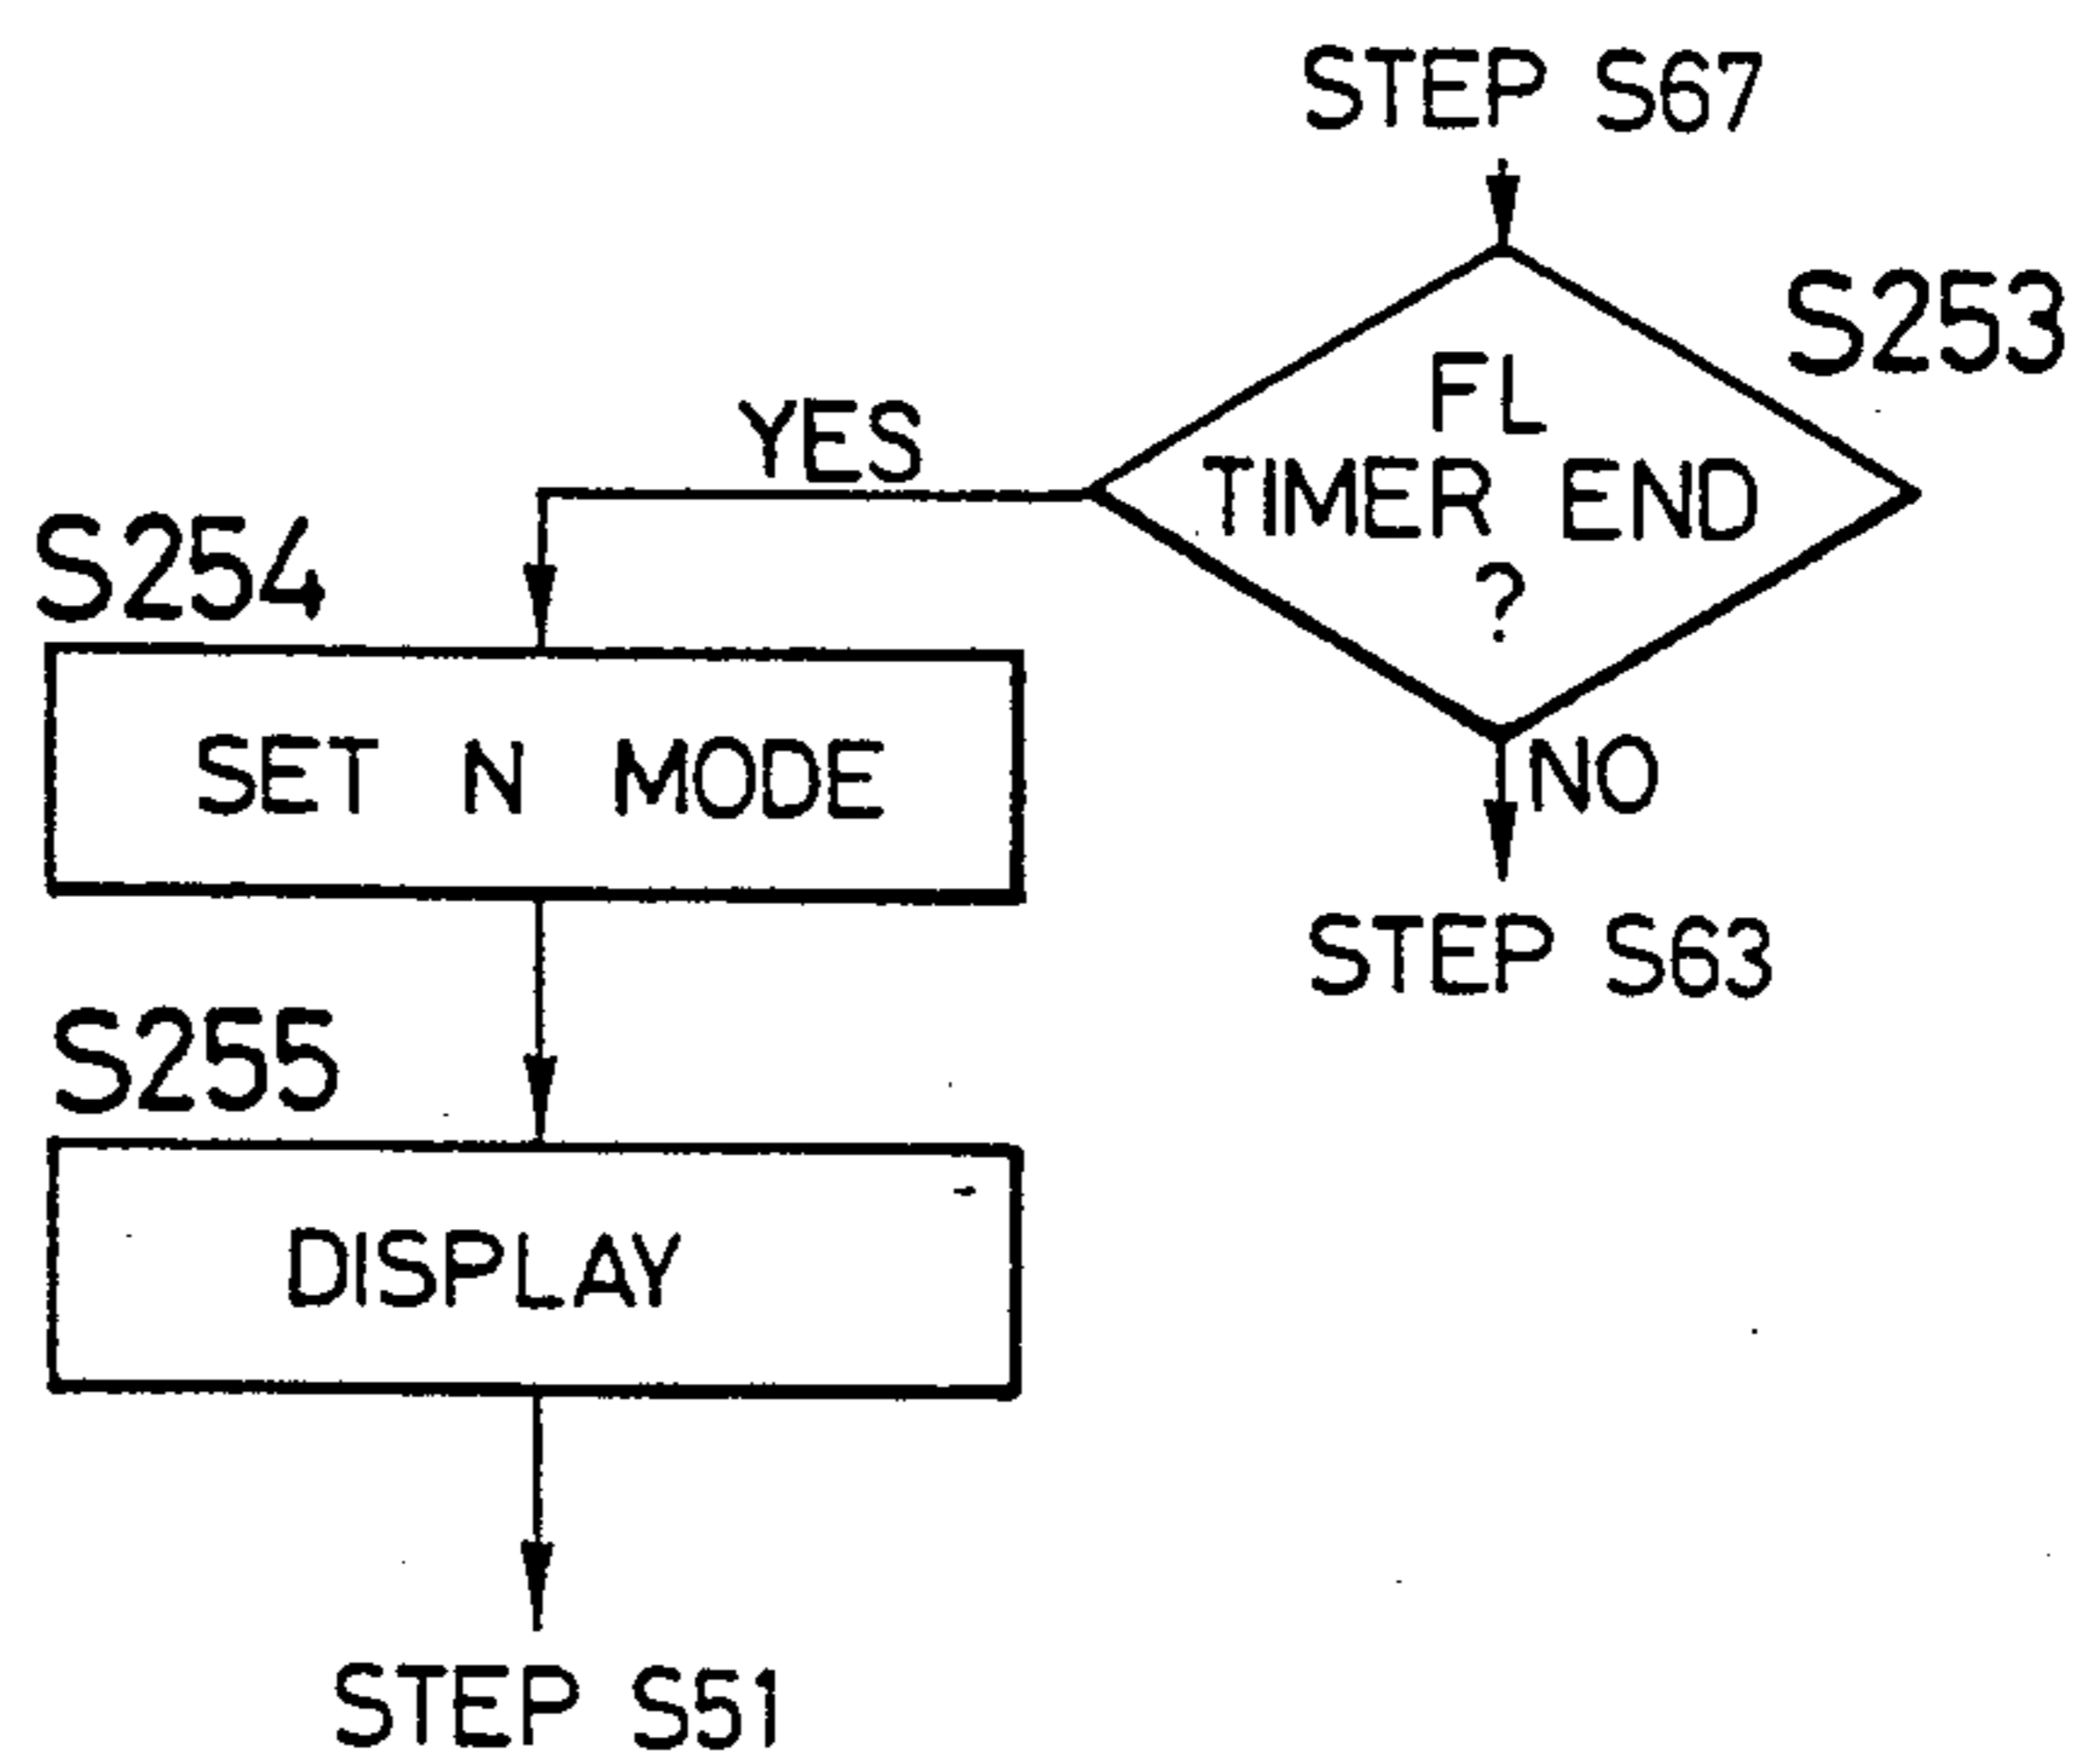 STEP S67
S253
FL
TIMER END
?
YES
NO
STEP S63
S254
SET N MODE
S255
DISPLAY
STEP S51